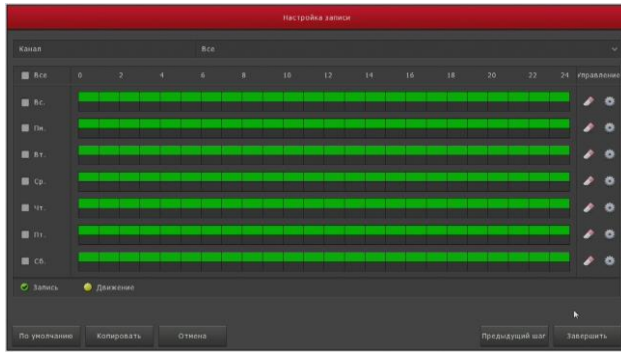 Настройка записи
Канал Все
Все 0 2 4 6 8 10 12 14 16 18 20 22 24 Управление
Вс.
Пн.
Вт.
Ср.
Чт.
Пт.
Сб.
Запись Движение
По умолчанию Копировать Отмена Предыдущий шаг Завершить